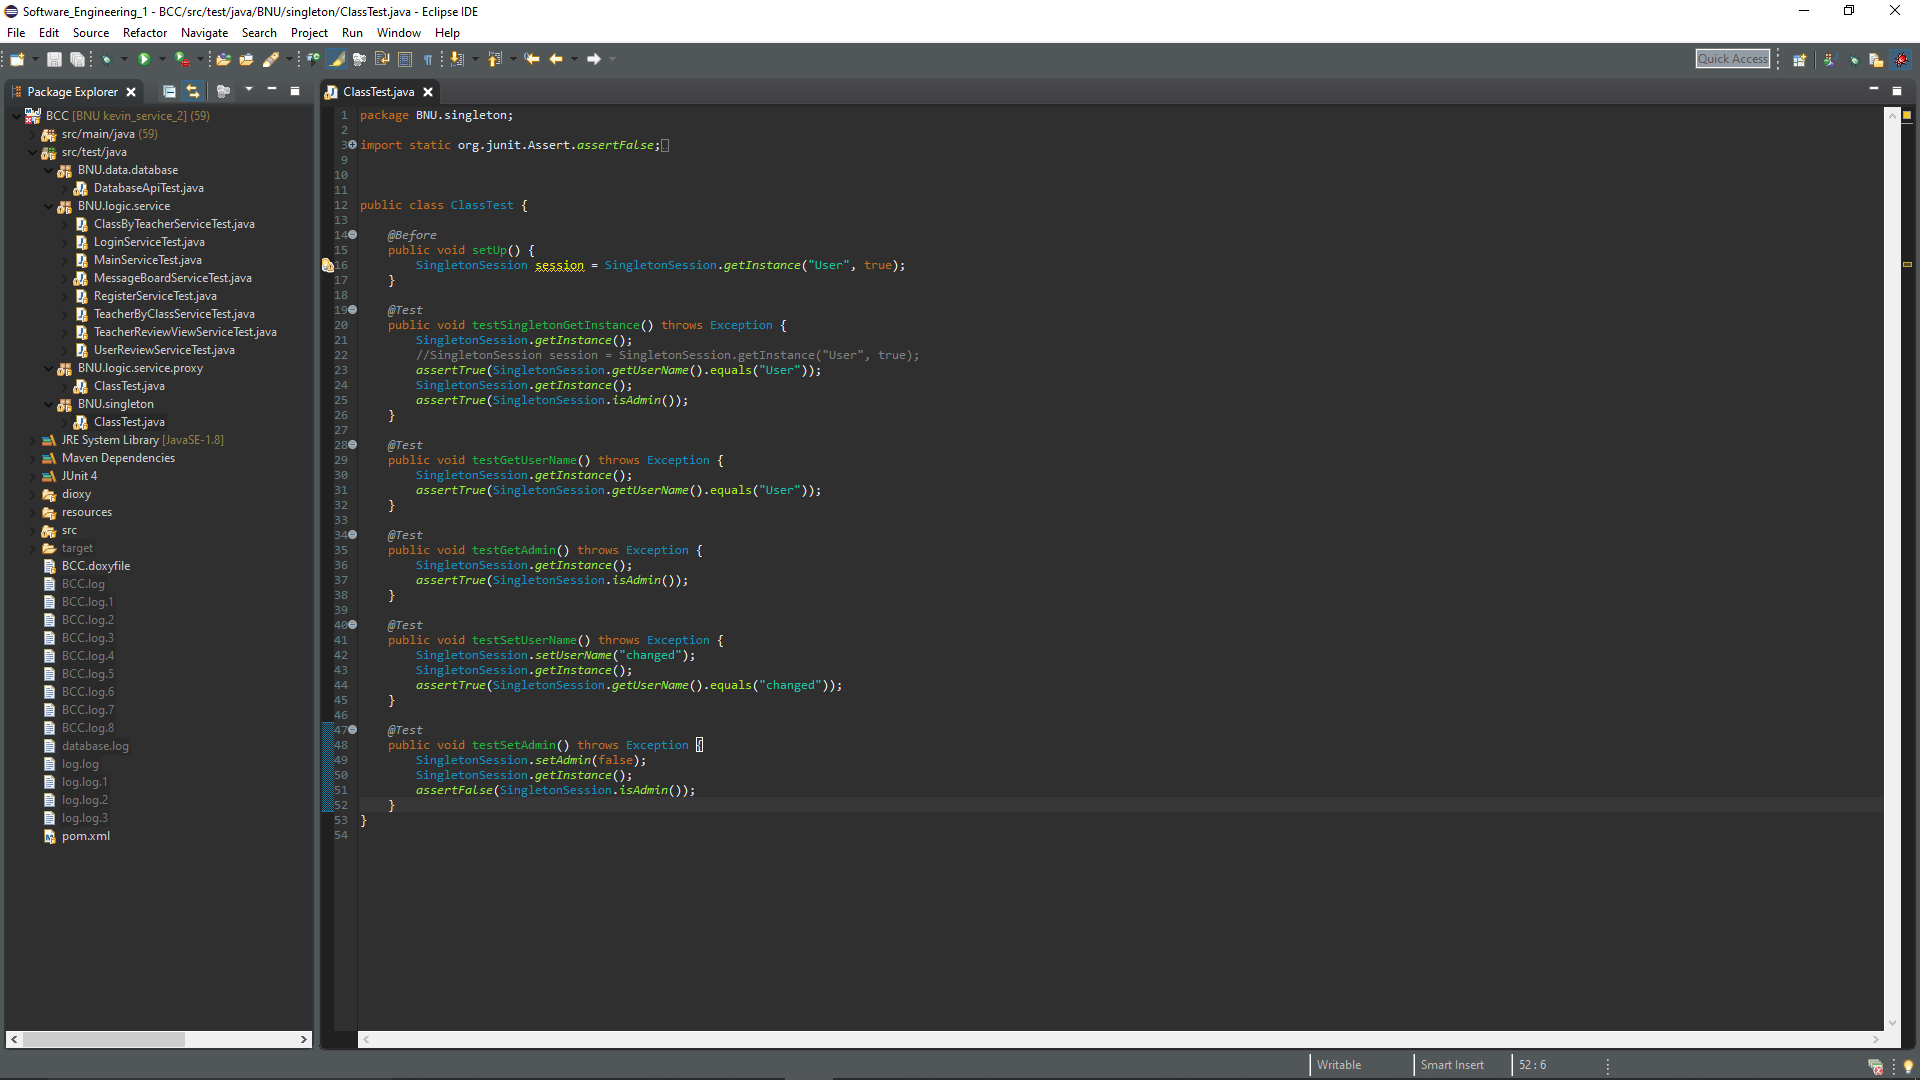 Software_Engineering_1 - BCC/src/test/java/BNU/singleton/ClassTest.java - Eclipse IDE
File Edit Source Refactor Navigate Search Project Run Window Help
Quick Access
Package Explorer
BCC [BNU kevin_service_2] (59)
src/main/java (59)
src/test/java
BNU.data.database
DatabaseApiTest.java
BNU.logic.service
ClassByTeacherServiceTest.java
LoginServiceTest.java
MainServiceTest.java
MessageBoardServiceTest.java
RegisterServiceTest.java
TeacherByClassServiceTest.java
TeacherReviewViewServiceTest.java
UserReviewServiceTest.java
BNU.logic.service.proxy
ClassTest.java
BNU.singleton
ClassTest.java
JRE System Library [JavaSE-1.8]
Maven Dependencies
JUnit 4
dioxy
resources
src
target
BCC.doxyfile
BCC.log
BCC.log.1
BCC.log.2
BCC.log.3
BCC.log.4
BCC.log.5
BCC.log.6
BCC.log.7
BCC.log.8
database.log
log.log
log.log.1
log.log.2
log.log.3
pom.xml
ClassTest.java
1 package BNU.singleton;
2
3 import static org.junit.Assert.assertFalse;
9
10
11
12 public class ClassTest {
13
14 @Before
15 public void setUp() {
16 SingletonSession session = SingletonSession.getInstance("User", true);
17 }
18
19 @Test
20 public void testSingletonGetInstance() throws Exception {
21 SingletonSession.getInstance();
22 //SingletonSession session = SingletonSession.getInstance("User", true);
23 assertTrue(SingletonSession.getUserName().equals("User"));
24 SingletonSession.getInstance();
25 assertTrue(SingletonSession.isAdmin());
26 }
27
28 @Test
29 public void testGetUserName() throws Exception {
30 SingletonSession.getInstance();
31 assertTrue(SingletonSession.getUserName().equals("User"));
32 }
33
34 @Test
35 public void testGetAdmin() throws Exception {
36 SingletonSession.getInstance();
37 assertTrue(SingletonSession.isAdmin());
38 }
39
40 @Test
41 public void testSetUserName() throws Exception {
42 SingletonSession.setUserName("changed");
43 SingletonSession.getInstance();
44 assertTrue(SingletonSession.getUserName().equals("changed"));
45 }
46
47 @Test
48 public void testSetAdmin() throws Exception {
49 SingletonSession.setAdmin(false);
50 SingletonSession.getInstance();
51 assertFalse(SingletonSession.isAdmin());
52 }
53 }
54
Writable Smart Insert 52 : 6